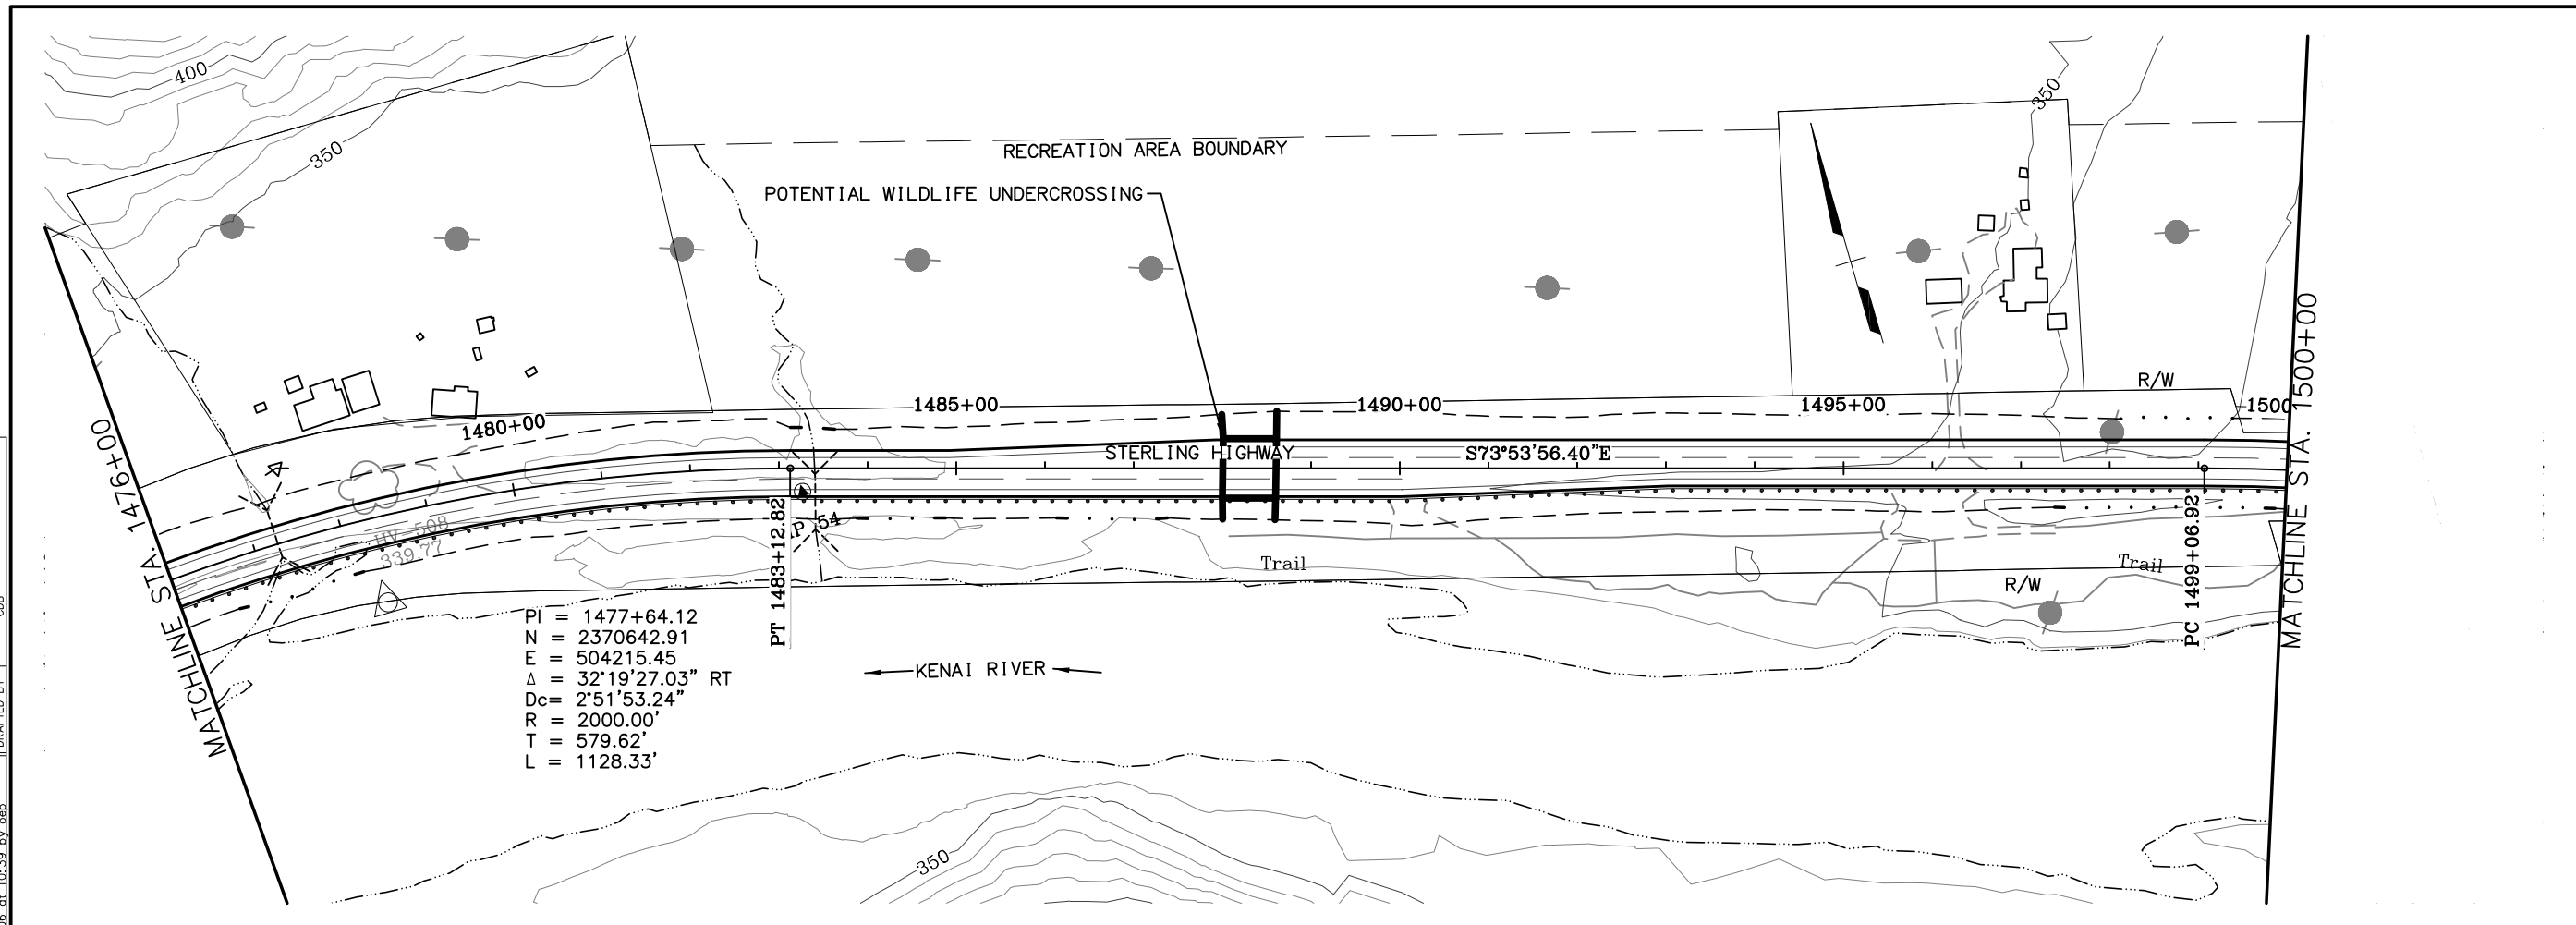 400
350
350
RECREATION AREA BOUNDARY
POTENTIAL WILDLIFE UNDERCROSSING
R/W
1480+00
1485+00
1490+00
1495+00
1500
STERLING HIGHWAY
S73°53'56.40"E
HV-508
339.77
PT 1483+12.82
PC 1499+06.92
MATCHLINE STA. 1476+00
MATCHLINE STA. 1500+00
Trail
Trail
R/W
PI = 1477+64.12
N = 2370642.91
E = 504215.45
Δ = 32°19'27.03" RT
Dc= 2°51'53.24"
R = 2000.00'
T = 579.62'
L = 1128.33'
KENAI RIVER
350